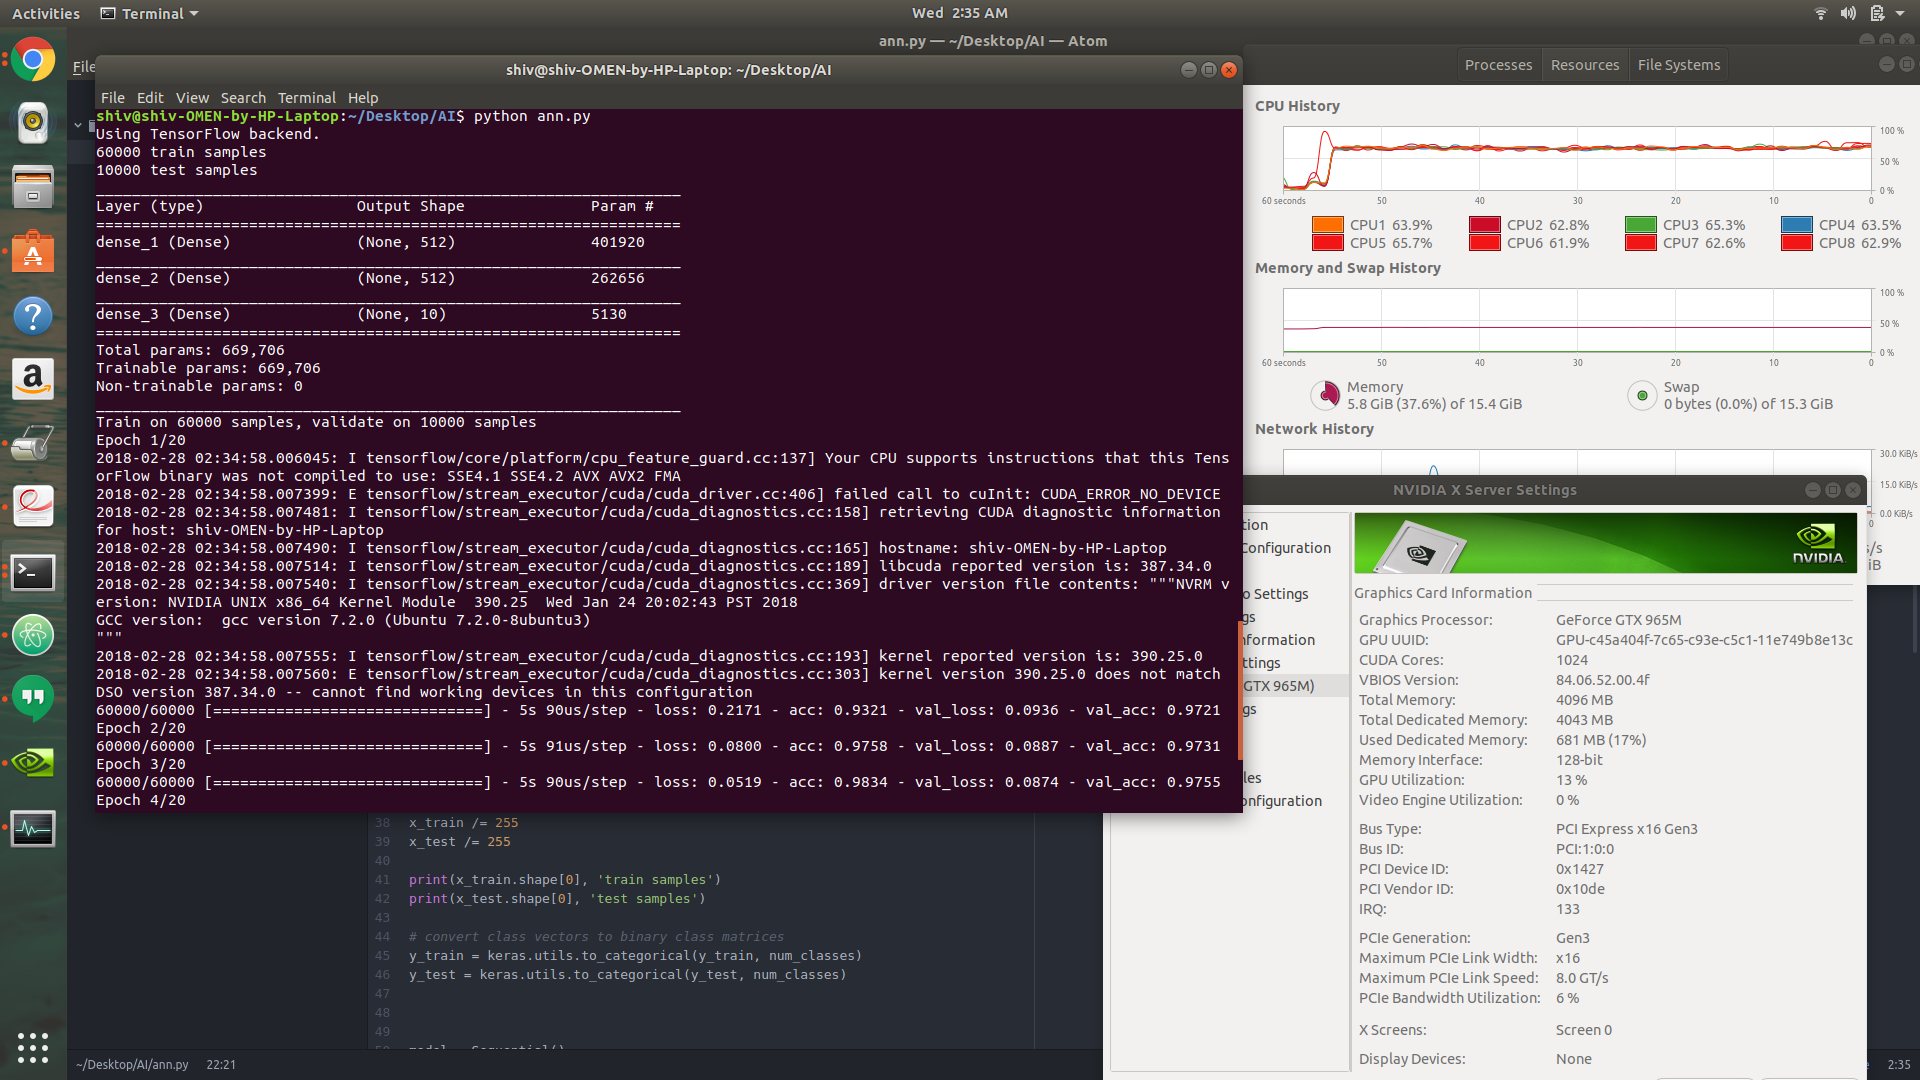 Activities
Terminal
Wed 2:35 AM
ann.py — ~/Desktop/AI — Atom
File
shiv@shiv-OMEN-by-HP-Laptop: ~/Desktop/AI
File Edit View Search Terminal Help
shiv@shiv-OMEN-by-HP-Laptop:~/Desktop/AI$ python ann.py
Using TensorFlow backend.
60000 train samples
10000 test samples
_________________________________________________________________
Layer (type)                 Output Shape              Param #
=================================================================
dense_1 (Dense)              (None, 512)               401920
_________________________________________________________________
dense_2 (Dense)              (None, 512)               262656
_________________________________________________________________
dense_3 (Dense)              (None, 10)                5130
=================================================================
Total params: 669,706
Trainable params: 669,706
Non-trainable params: 0
_________________________________________________________________
Train on 60000 samples, validate on 10000 samples
Epoch 1/20
2018-02-28 02:34:58.006045: I tensorflow/core/platform/cpu_feature_guard.cc:137] Your CPU supports instructions that this Tens
orFlow binary was not compiled to use: SSE4.1 SSE4.2 AVX AVX2 FMA
2018-02-28 02:34:58.007399: E tensorflow/stream_executor/cuda/cuda_driver.cc:406] failed call to cuInit: CUDA_ERROR_NO_DEVICE
2018-02-28 02:34:58.007481: I tensorflow/stream_executor/cuda/cuda_diagnostics.cc:158] retrieving CUDA diagnostic information
for host: shiv-OMEN-by-HP-Laptop
2018-02-28 02:34:58.007490: I tensorflow/stream_executor/cuda/cuda_diagnostics.cc:165] hostname: shiv-OMEN-by-HP-Laptop
2018-02-28 02:34:58.007514: I tensorflow/stream_executor/cuda/cuda_diagnostics.cc:189] libcuda reported version is: 387.34.0
2018-02-28 02:34:58.007540: I tensorflow/stream_executor/cuda/cuda_diagnostics.cc:369] driver version file contents: """NVRM v
ersion: NVIDIA UNIX x86_64 Kernel Module  390.25  Wed Jan 24 20:02:43 PST 2018
GCC version:  gcc version 7.2.0 (Ubuntu 7.2.0-8ubuntu3)
"""
2018-02-28 02:34:58.007555: I tensorflow/stream_executor/cuda/cuda_diagnostics.cc:193] kernel reported version is: 390.25.0
2018-02-28 02:34:58.007560: E tensorflow/stream_executor/cuda/cuda_diagnostics.cc:303] kernel version 390.25.0 does not match
DSO version 387.34.0 -- cannot find working devices in this configuration
60000/60000 [==============================] - 5s 90us/step - loss: 0.2171 - acc: 0.9321 - val_loss: 0.0936 - val_acc: 0.9721
Epoch 2/20
60000/60000 [==============================] - 5s 91us/step - loss: 0.0800 - acc: 0.9758 - val_loss: 0.0887 - val_acc: 0.9731
Epoch 3/20
60000/60000 [==============================] - 5s 90us/step - loss: 0.0519 - acc: 0.9834 - val_loss: 0.0874 - val_acc: 0.9755
Epoch 4/20
38 x_train /= 255
39 x_test /= 255
40
41 print(x_train.shape[0], 'train samples')
42 print(x_test.shape[0], 'test samples')
43
44 # convert class vectors to binary class matrices
45 y_train = keras.utils.to_categorical(y_train, num_classes)
46 y_test = keras.utils.to_categorical(y_test, num_classes)
47
48
49
50 model = Sequential()
~/Desktop/AI/ann.py 22:21
Processes Resources File Systems
CPU History
100 %
50 %
0 %
60 seconds 50 40 30 20 10 0
CPU1 63.9% CPU2 62.8% CPU3 65.3% CPU4 63.5%
CPU5 65.7% CPU6 61.9% CPU7 62.6% CPU8 62.9%
Memory and Swap History
100 %
50 %
0 %
60 seconds 50 40 30 20 10 0
Memory
5.8 GiB (37.6%) of 15.4 GiB
Swap
0 bytes (0.0%) of 15.3 GiB
Network History
30.0 KiB/s
15.0 KiB/s
0.0 KiB/s
0
/s
iB
NVIDIA X Server Settings
tion
Configuration
o Settings
gs
nformation
ttings
GTX 965M)
gs
les
onfiguration
NVIDIA.
Graphics Card Information
Graphics Processor: GeForce GTX 965M
GPU UUID: GPU-c45a404f-7c65-c93e-c5c1-11e749b8e13c
CUDA Cores: 1024
VBIOS Version: 84.06.52.00.4f
Total Memory: 4096 MB
Total Dedicated Memory: 4043 MB
Used Dedicated Memory: 681 MB (17%)
Memory Interface: 128-bit
GPU Utilization: 13 %
Video Engine Utilization: 0 %
Bus Type: PCI Express x16 Gen3
Bus ID: PCI:1:0:0
PCI Device ID: 0x1427
PCI Vendor ID: 0x10de
IRQ: 133
PCIe Generation: Gen3
Maximum PCIe Link Width: x16
Maximum PCIe Link Speed: 8.0 GT/s
PCIe Bandwidth Utilization: 6 %
X Screens: Screen 0
Display Devices: None
2:35